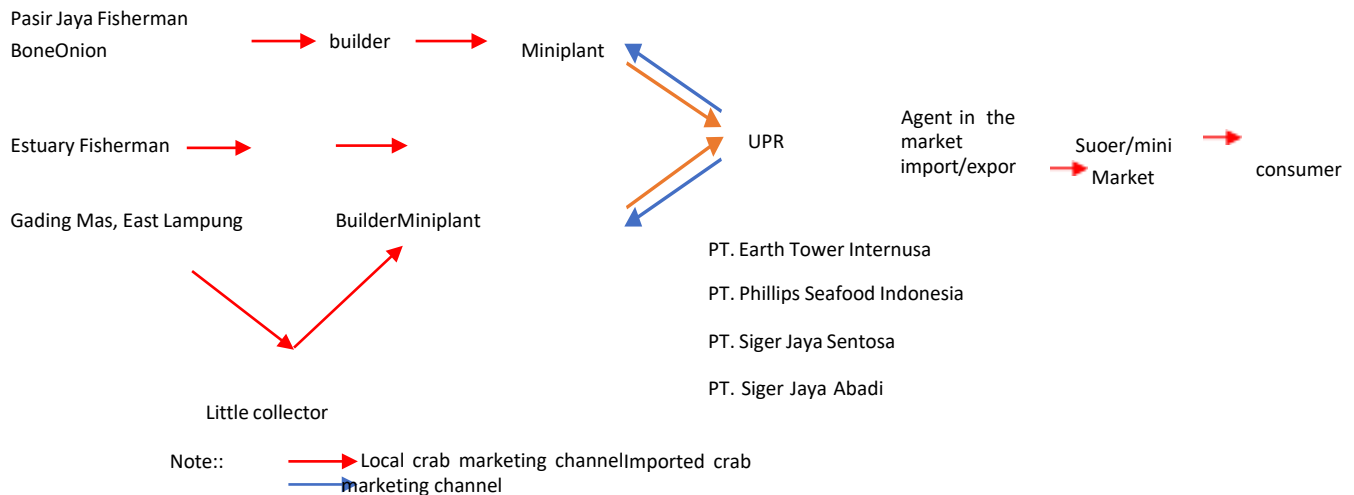 Pasir Jaya Fisherman
BoneOnion
builder
Miniplant
Estuary Fisherman
UPR
Agent in the
market
import/expor
Suoer/mini
Market
consumer
Gading Mas, East Lampung
BuilderMiniplant
PT. Earth Tower Internusa
PT. Phillips Seafood Indonesia
PT. Siger Jaya Sentosa
PT. Siger Jaya Abadi
Little collector
Note:: Local crab marketing channelImported crab
marketing channel